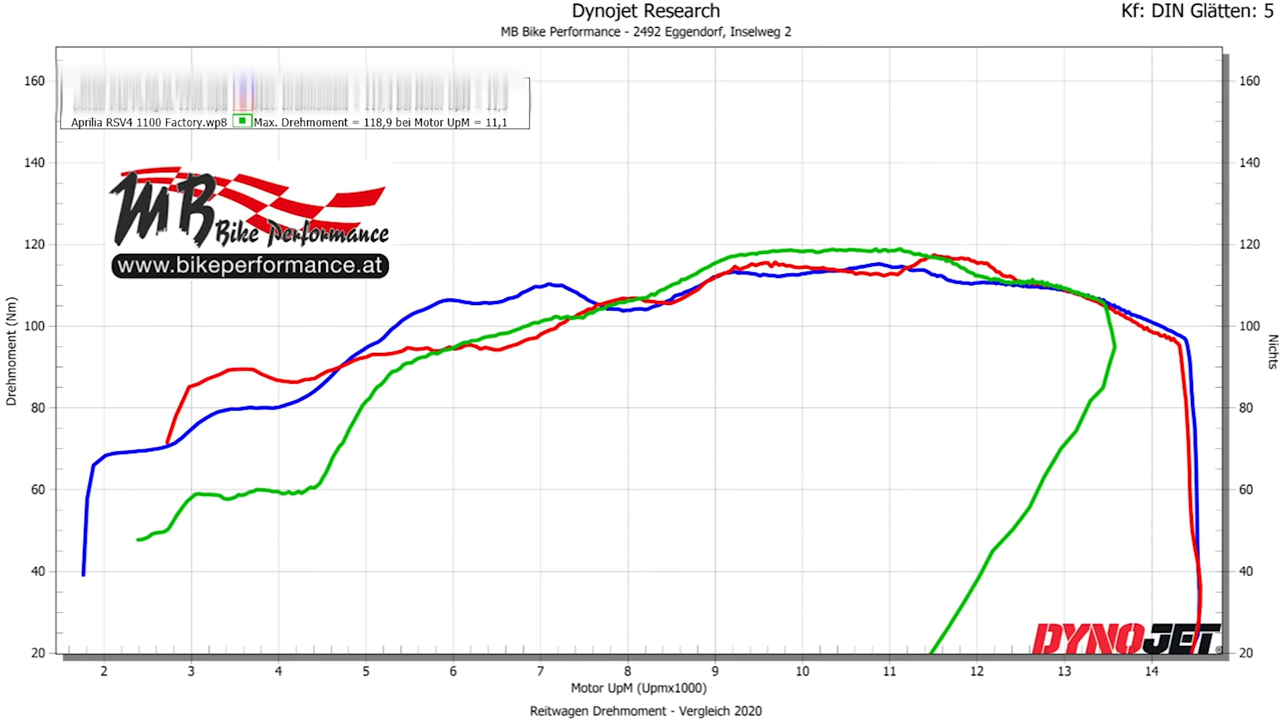 Dynojet Research
Kf: DIN Glätten: 5
MB Bike Performance - 2492 Eggendorf, Inselweg 2
Aprilia RSV4 1100 Factory.wp8 Max. Drehmoment = 118,9 bei Motor UpM = 11,1
MB Bike Performance
www.bikeperformance.at
160 160
140 140
120 120
100 100
80 80
60 60
40 40
20 20
Drehmoment (Nm)
Nichts
DYNOJET®
2 3 4 5 6 7 8 9 10 11 12 13 14
Motor UpM (Upmx1000)
Reitwagen Drehmoment - Vergleich 2020